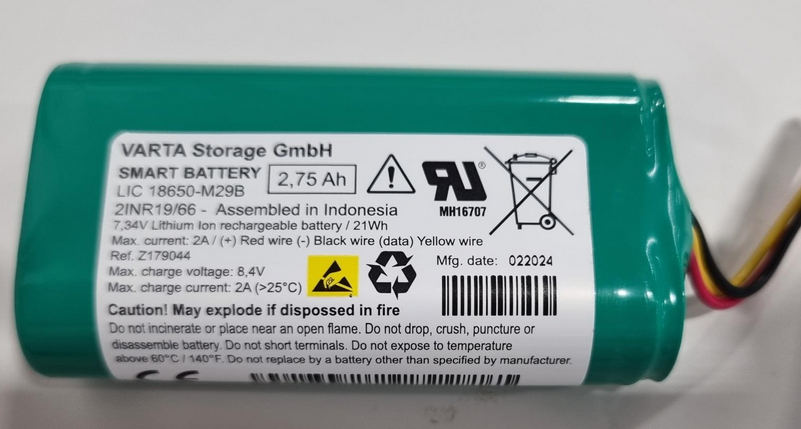 VARTA Storage GmbH
SMART BATTERY 2,75 Ah
LIC 18650-M29B
2INR19/66 - Assembled in Indonesia
7,34V Lithium Ion rechargeable battery / 21Wh
Max. current: 2A / (+) Red wire (-) Black wire (data) Yellow wire
Ref. Z179044
Max. charge voltage: 8,4V
Max. charge current: 2A (>25°C)
RU®
MH16707
Mfg. date: 022024
Caution! May explode if dispossed in fire
Do not incinerate or place near an open flame. Do not drop, crush, puncture or
disassemble battery. Do not short terminals. Do not expose to temperature
above 60°C / 140°F. Do not replace by a battery other than specified by manufacturer.
CE